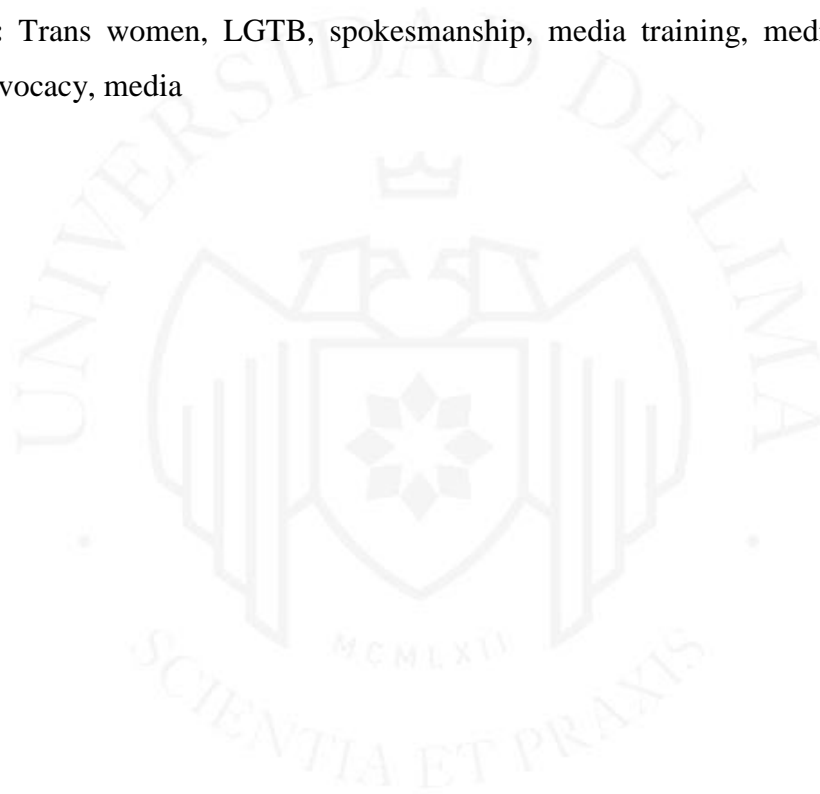 : Trans women, LGTB, spokesmanship, media training, med
vocacy, media
UNIVERSIDAD DE LIMA
MCMLXII
SCIENTIA ET PRAXIS